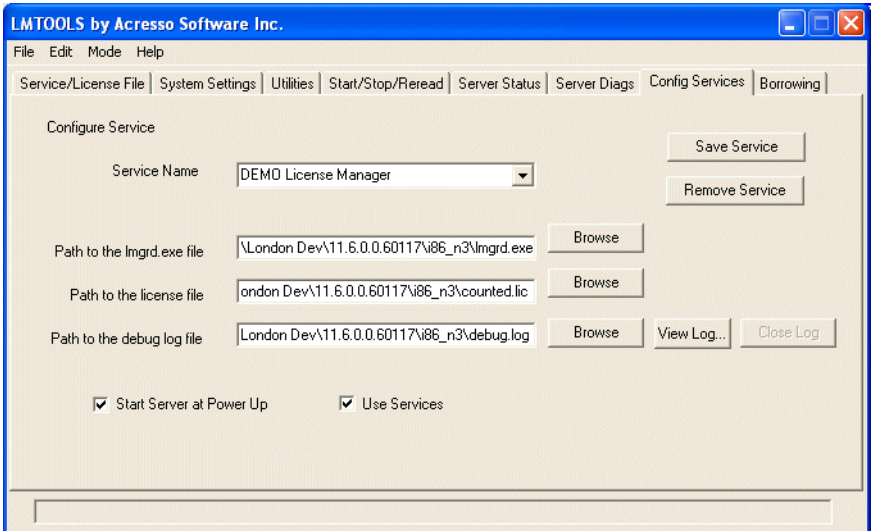 LMTOOLS by Acresso Software Inc.
File Edit Mode Help
Service/License File System Settings Utilities Start/Stop/Reread Server Status Server Diags Config Services Borrowing
Configure Service
Save Service
Service Name DEMO License Manager
Remove Service
Path to the lmgrd.exe file \London Dev\11.6.0.0.60117\i86_n3\lmgrd.exe Browse
Path to the license file ondon Dev\11.6.0.0.60117\i86_n3\counted.lic Browse
Path to the debug log file London Dev\11.6.0.0.60117\i86_n3\debug.log Browse View Log... Close Log
Start Server at Power Up Use Services